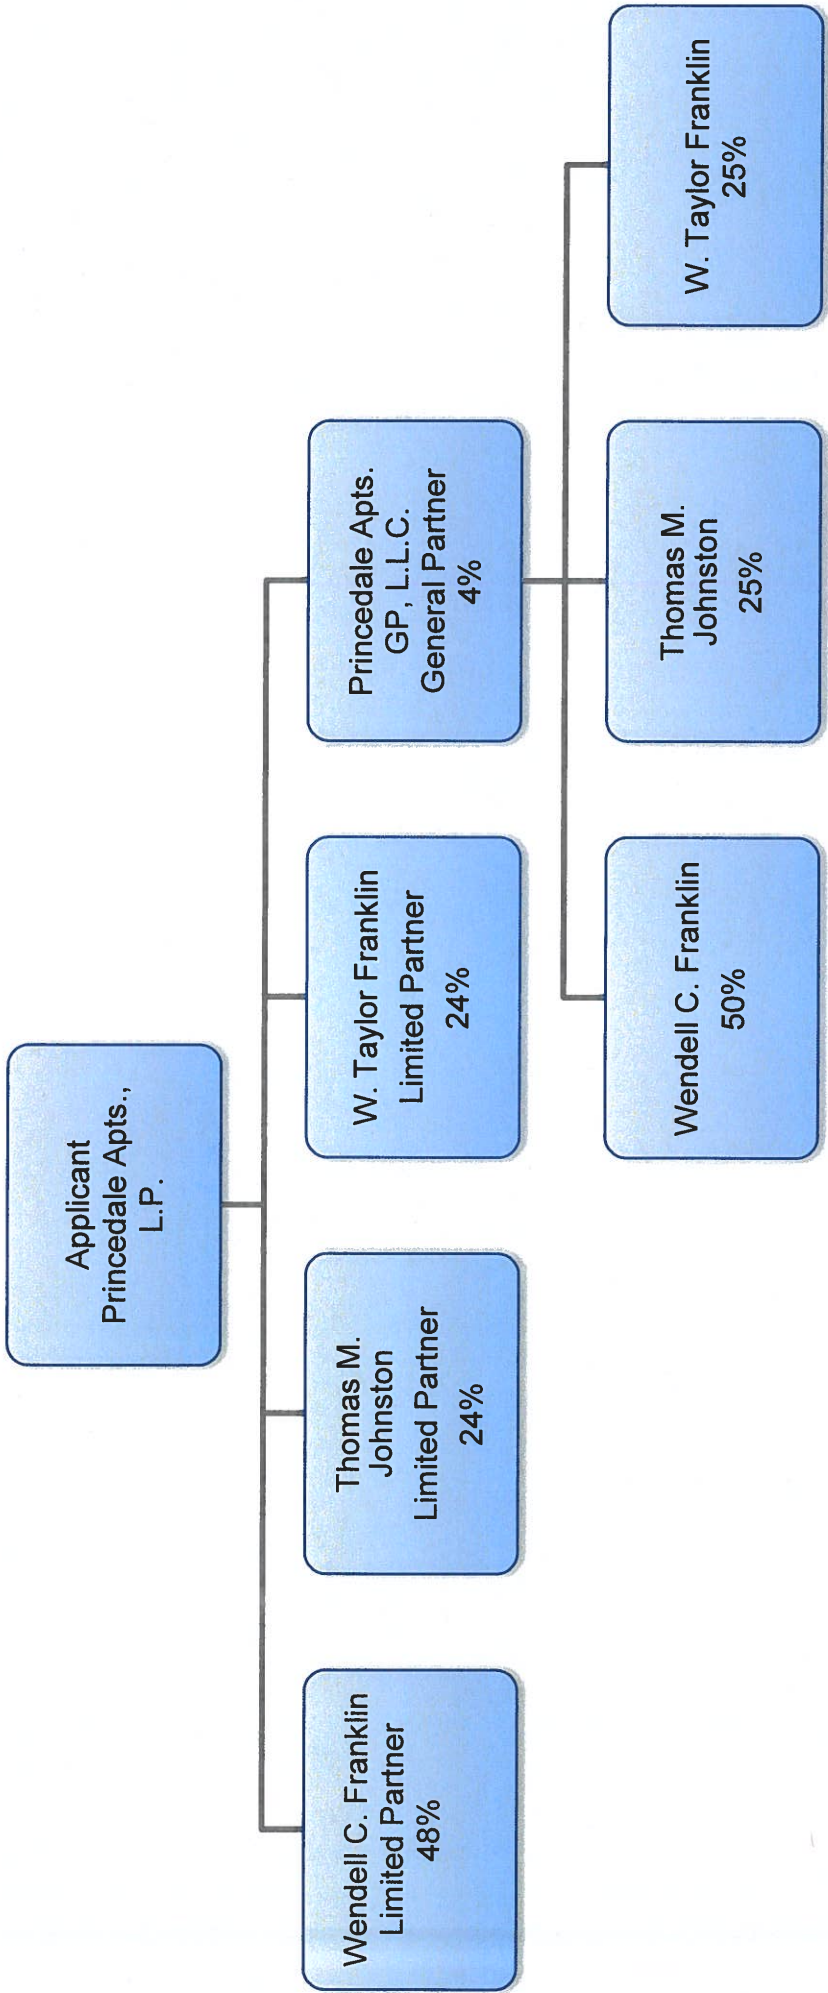 Applicant
Princedale Apts.,
L.P.
Wendell C. Franklin
Limited Partner
48%
Thomas M.
Johnston
Limited Partner
24%
W. Taylor Franklin
Limited Partner
24%
Princedale Apts.
GP, L.L.C.
General Partner
4%
Wendell C. Franklin
50%
Thomas M.
Johnston
25%
W. Taylor Franklin
25%